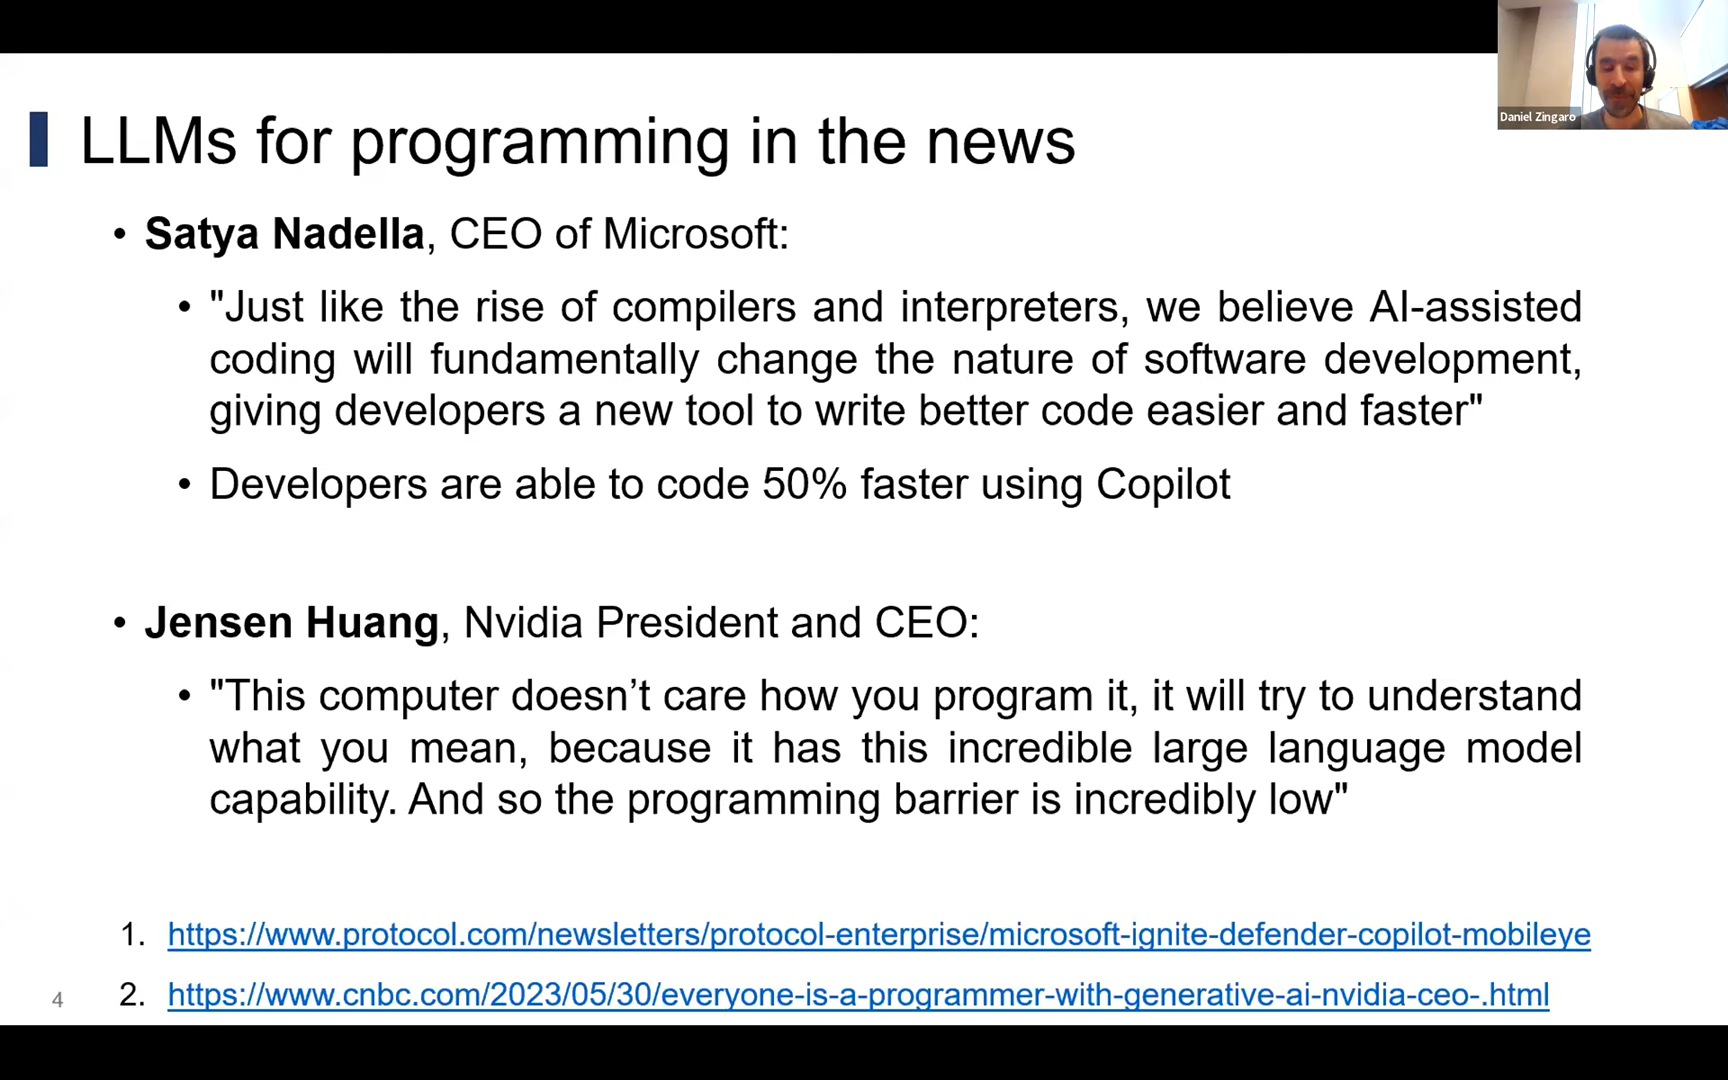 Daniel Zingaro
LLMs for programming in the news
• Satya Nadella, CEO of Microsoft:
• "Just like the rise of compilers and interpreters, we believe AI-assisted
coding will fundamentally change the nature of software development,
giving developers a new tool to write better code easier and faster"
• Developers are able to code 50% faster using Copilot
• Jensen Huang, Nvidia President and CEO:
• "This computer doesn’t care how you program it, it will try to understand
what you mean, because it has this incredible large language model
capability. And so the programming barrier is incredibly low"
1. https://www.protocol.com/newsletters/protocol-enterprise/microsoft-ignite-defender-copilot-mobileye
2. https://www.cnbc.com/2023/05/30/everyone-is-a-programmer-with-generative-ai-nvidia-ceo-.html
4